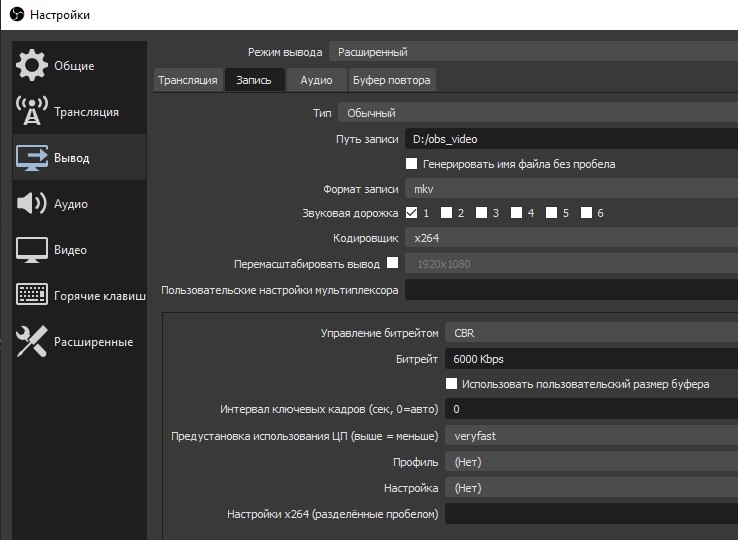 Настройки
Общие
Трансляция
Вывод
Аудио
Видео
Горячие клавиш
Расширенные
Режим вывода Расширенный
Трансляция Запись Аудио Буфер повтора
Тип Обычный
Путь записи D:/obs_video
Генерировать имя файла без пробела
Формат записи mkv
Звуковая дорожка 1 2 3 4 5 6
Кодировщик x264
Перемасштабировать вывод 1920x1080
Пользовательские настройки мультиплексора
Управление битрейтом CBR
Битрейт 6000 Kbps
Использовать пользовательский размер буфера
Интервал ключевых кадров (сек, 0=авто) 0
Предустановка использования ЦП (выше = меньше) veryfast
Профиль (Нет)
Настройка (Нет)
Настройки x264 (разделённые пробелом)